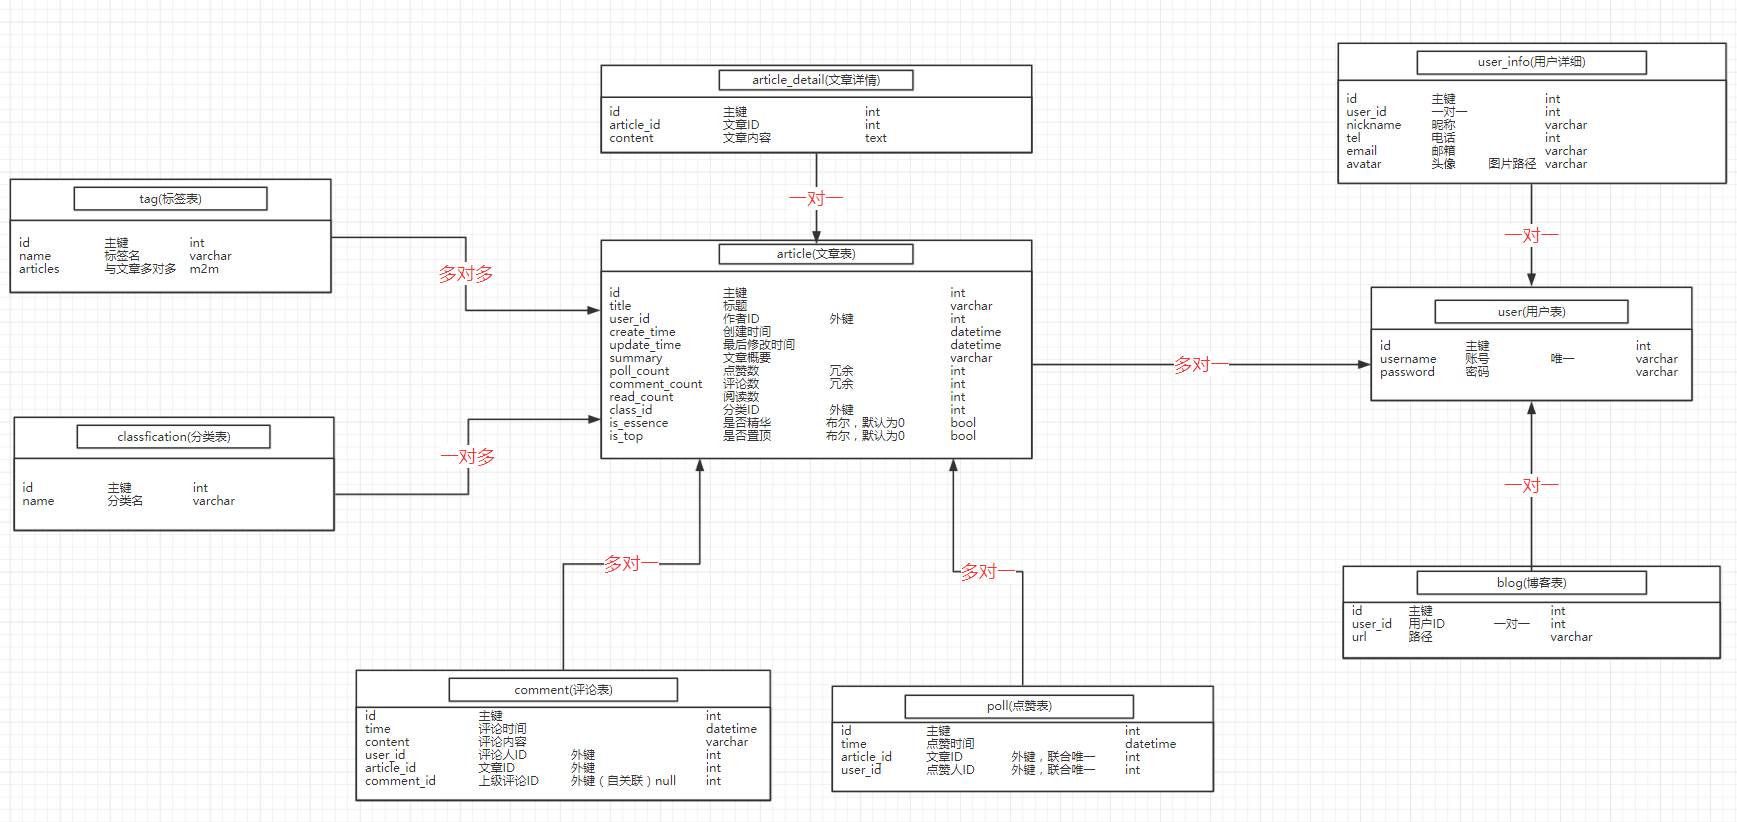 article_detail(文章详情)
id 主键 int
article_id 文章ID int
content 文章内容 text
user_info(用户详细)
id 主键 int
user_id 一对一 int
nickname 昵称 varchar
tel 电话 int
email 邮箱 varchar
avatar 头像 图片路径 varchar
tag(标签表)
id 主键 int
name 标签名 varchar
articles 与文章多对多 m2m
一对一
一对一
多对多
article(文章表)
id 主键 int
title 标题 varchar
user_id 作者ID 外键 int
create_time 创建时间 datetime
update_time 最后修改时间 datetime
summary 文章概要 varchar
poll_count 点赞数 冗余 int
comment_count 评论数 冗余 int
read_count 阅读数 int
class_id 分类ID 外键 int
is_essence 是否精华 布尔，默认为0 bool
is_top 是否置顶 布尔，默认为0 bool
多对一
user(用户表)
id 主键 int
username 账号 唯一 varchar
password 密码 varchar
classfication(分类表)
id 主键 int
name 分类名 varchar
一对多
一对一
多对一
多对一
blog(博客表)
id 主键 int
user_id 用户ID 一对一 int
url 路径 varchar
comment(评论表)
id 主键 int
time 评论时间 datetime
content 评论内容 varchar
user_id 评论人ID 外键 int
article_id 文章ID 外键 int
comment_id 上级评论ID 外键（自关联）null int
poll(点赞表)
id 主键 int
time 点赞时间 datetime
article_id 文章ID 外键，联合唯一 int
user_id 点赞人ID 外键，联合唯一 int